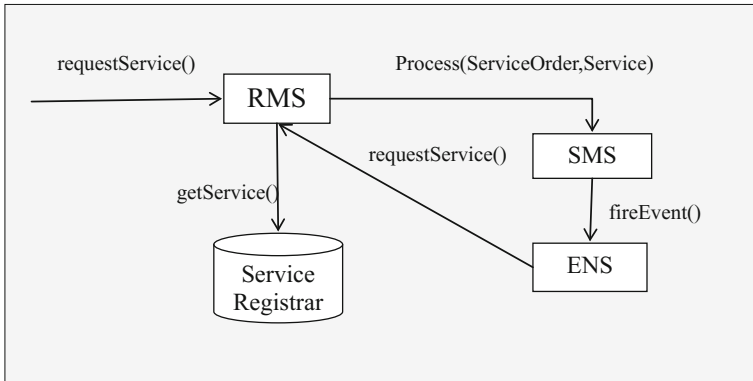 requestService()
Process(ServiceOrder,Service)
RMS
requestService()
SMS
getService()
fireEvent()
Service
Registrar
ENS